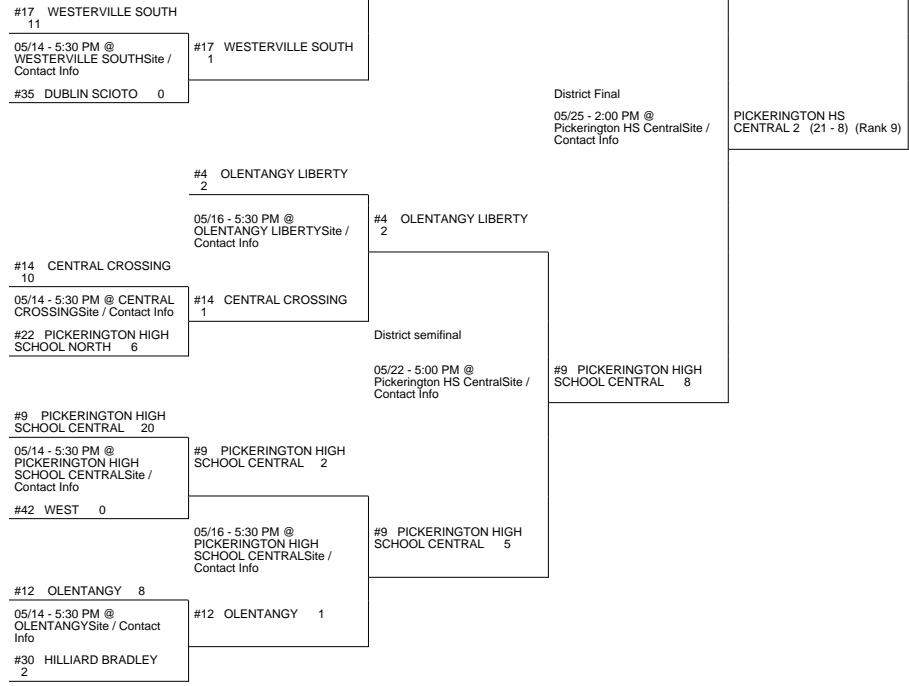 #17 WESTERVILLE SOUTH
11
05/14 - 5:30 PM @
WESTERVILLE SOUTHSite /
Contact Info
#35 DUBLIN SCIOTO 0
#17 WESTERVILLE SOUTH
1
District Final
05/25 - 2:00 PM @
Pickerington HS CentralSite /
Contact Info
PICKERINGTON HS
CENTRAL 2 (21 - 8) (Rank 9)
#4 OLENTANGY LIBERTY
2
05/16 - 5:30 PM @
OLENTANGY LIBERTYSite /
Contact Info
#4 OLENTANGY LIBERTY
2
#14 CENTRAL CROSSING
10
05/14 - 5:30 PM @ CENTRAL
CROSSINGSite / Contact Info
#22 PICKERINGTON HIGH
SCHOOL NORTH 6
#14 CENTRAL CROSSING
1
District semifinal
05/22 - 5:00 PM @
Pickerington HS CentralSite /
Contact Info
#9 PICKERINGTON HIGH
SCHOOL CENTRAL 8
#9 PICKERINGTON HIGH
SCHOOL CENTRAL 20
05/14 - 5:30 PM @
PICKERINGTON HIGH
SCHOOL CENTRALSite /
Contact Info
#42 WEST 0
#9 PICKERINGTON HIGH
SCHOOL CENTRAL 2
05/16 - 5:30 PM @
PICKERINGTON HIGH
SCHOOL CENTRALSite /
Contact Info
#9 PICKERINGTON HIGH
SCHOOL CENTRAL 5
#12 OLENTANGY 8
05/14 - 5:30 PM @
OLENTANGYSite / Contact
Info
#30 HILLIARD BRADLEY
2
#12 OLENTANGY 1